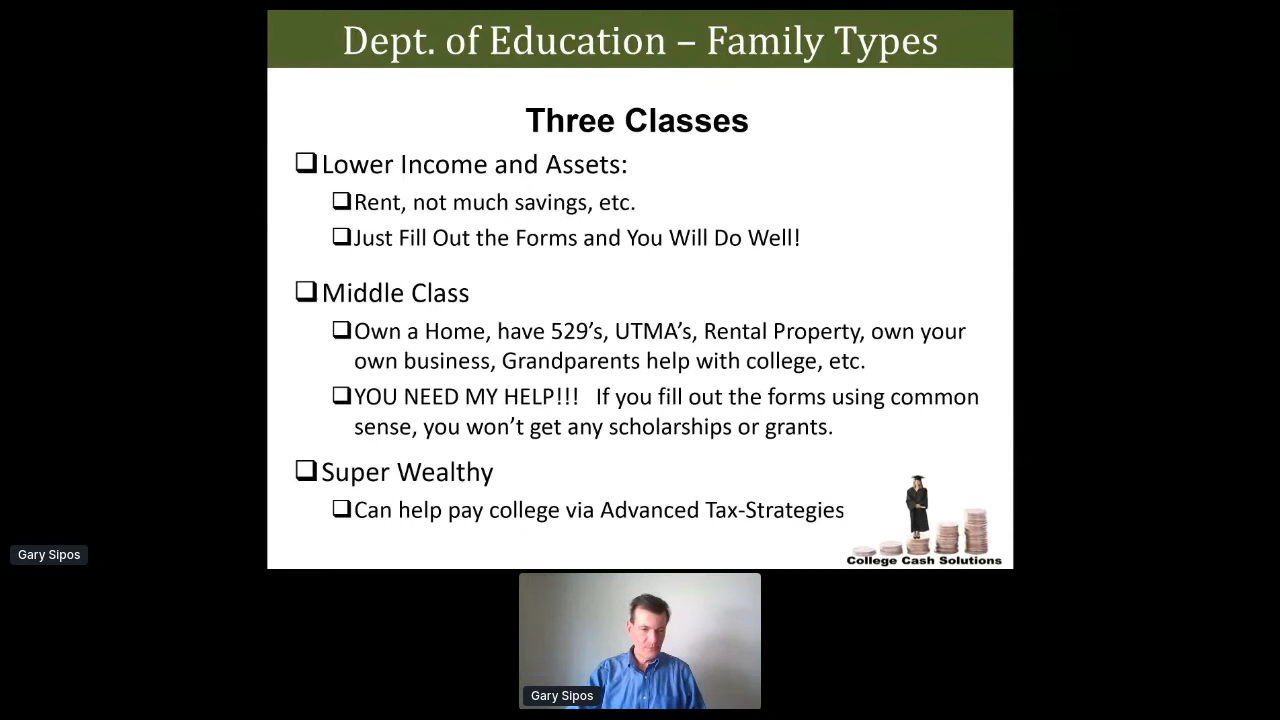 Dept. of Education – Family Types
Three Classes
❑Lower Income and Assets:
❑Rent, not much savings, etc.
❑Just Fill Out the Forms and You Will Do Well!
❑Middle Class
❑Own a Home, have 529’s, UTMA’s, Rental Property, own your
own business, Grandparents help with college, etc.
❑YOU NEED MY HELP!!!   If you fill out the forms using common
sense, you won’t get any scholarships or grants.
❑Super Wealthy
❑Can help pay college via Advanced Tax-Strategies
College Cash Solutions
Gary Sipos
Gary Sipos